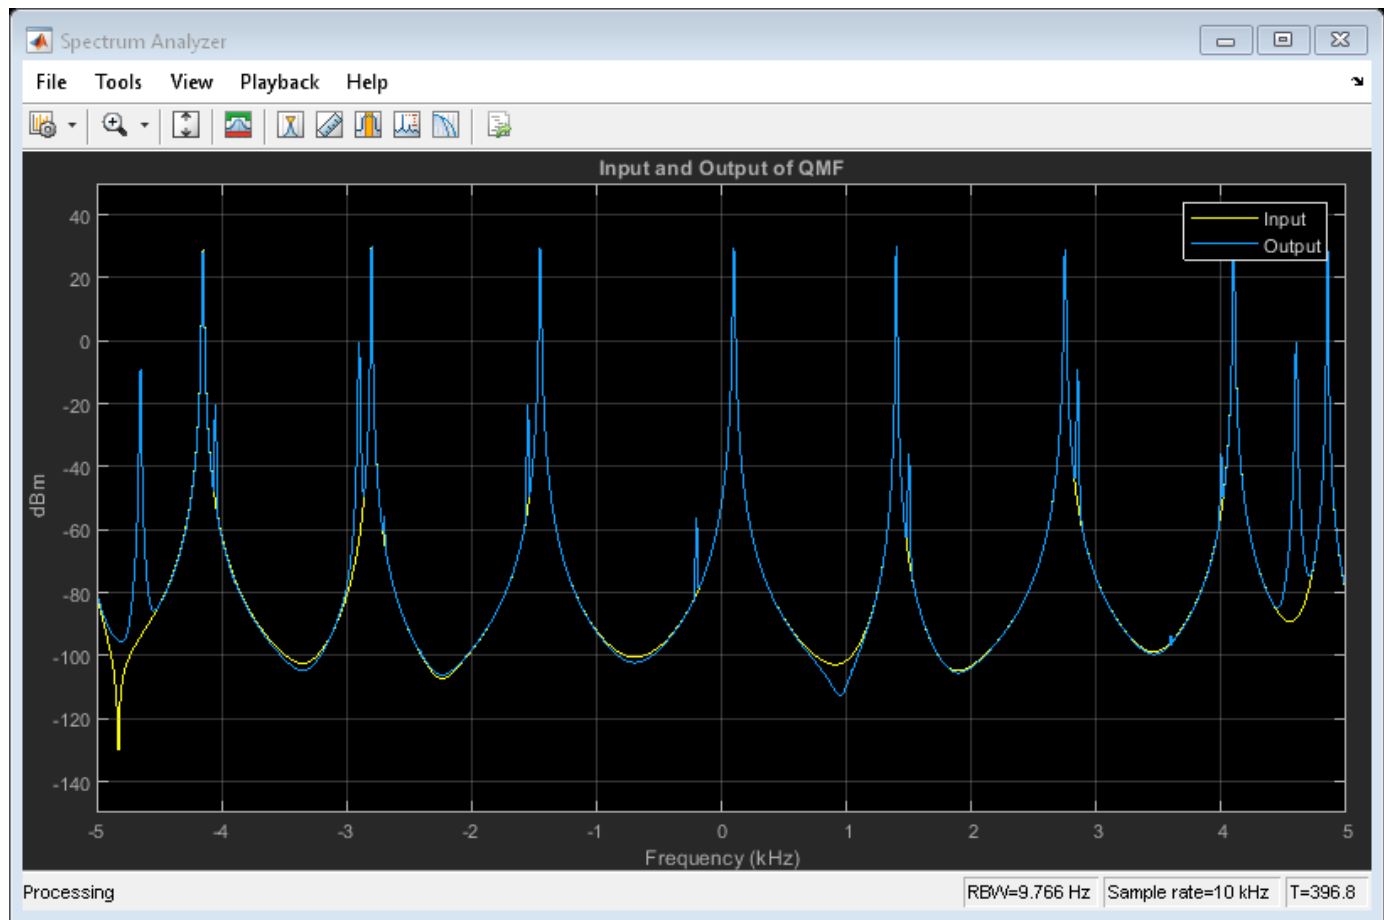 Spectrum Analyzer
File Tools View Playback Help
Input and Output of QMF
Input
Output
40
20
0
-20
-40
-60
-80
-100
-120
-140
dBm
-5 -4 -3 -2 -1 0 1 2 3 4 5
Frequency (kHz)
Processing RBW=9.766 Hz Sample rate=10 kHz T=396.8